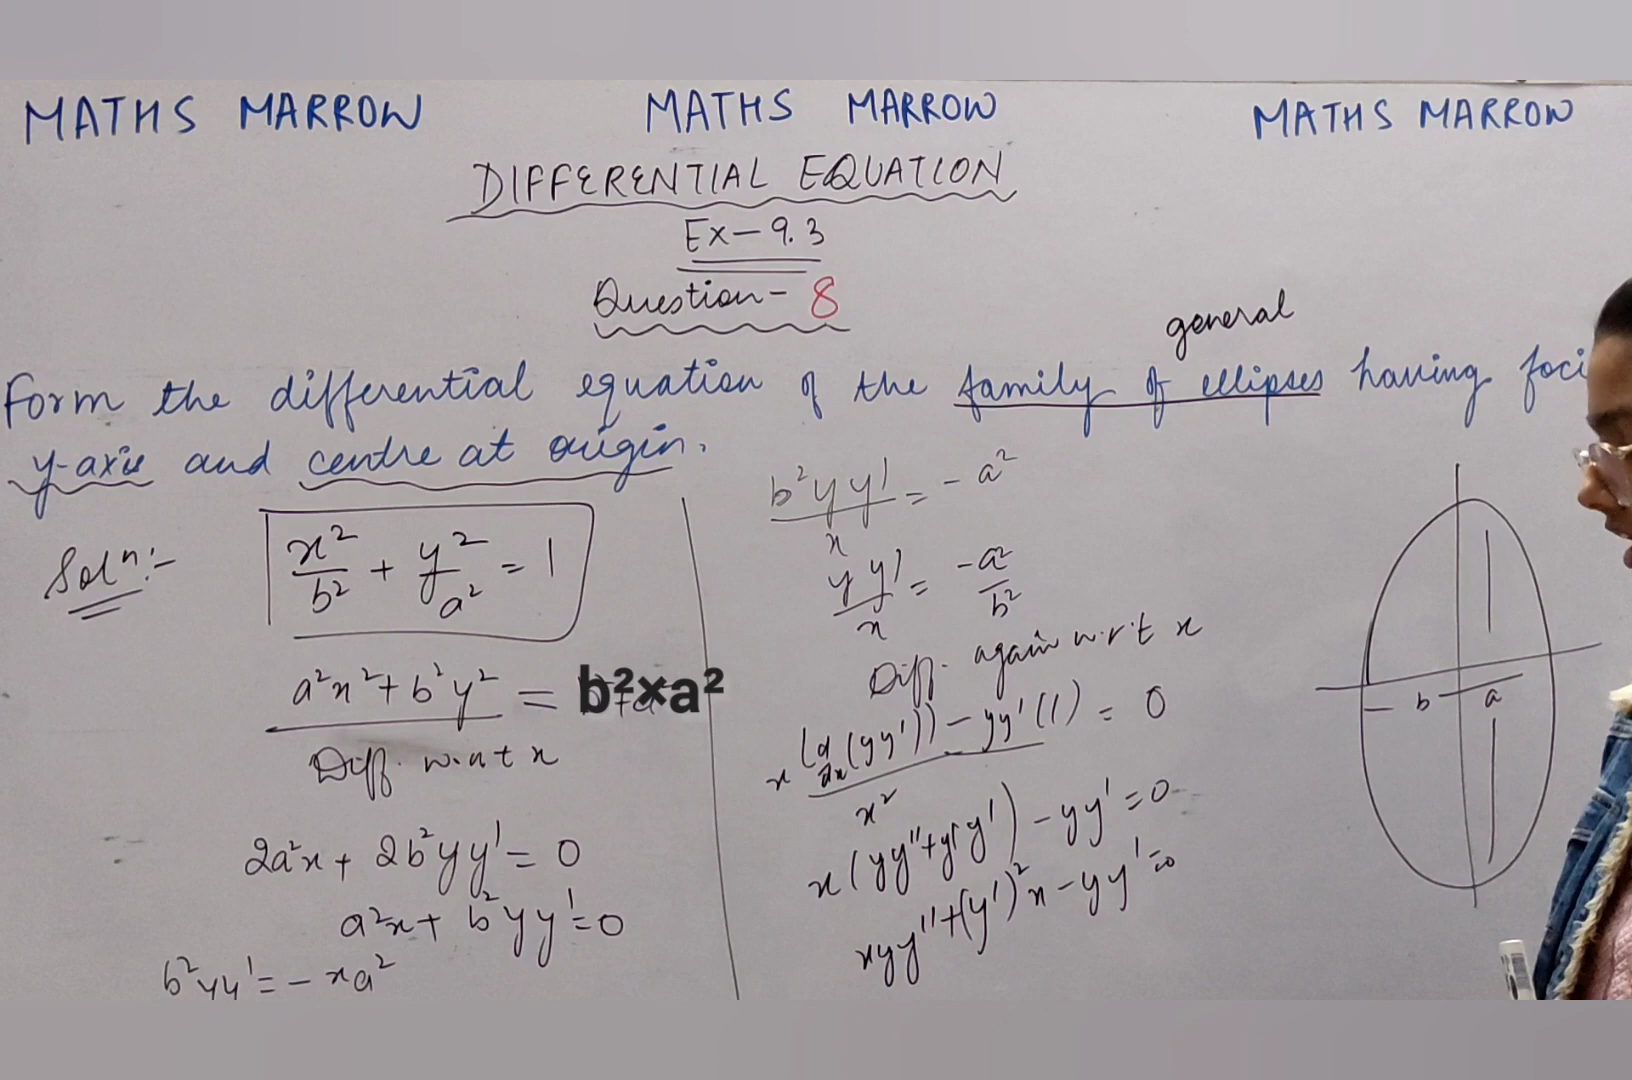 MATHS MARROW MATHS MARROW MATHS MARROW
DIFFERENTIAL EQUATION
Ex-9.3
Question- 8
general
Form the differential equation of the family of ellipses having foci
y-axis and centre at origin.
Solⁿ:-
x²/b² + y²/a² = 1
a²x² + b²y² = b²×a²
Diff. w.r.t x
2a²x + 2b²yy' = 0
a²x + b²yy' = 0
b²yy' = - xa²
b²yy'/x = - a²
yy'/x = -a²/b²
Diff. again w.r.t x
x(d/dx(yy')) - yy'(1)/x² = 0
x(yy''+y'y') - yy' = 0
xyy''+(y')²x - yy' = 0
b a